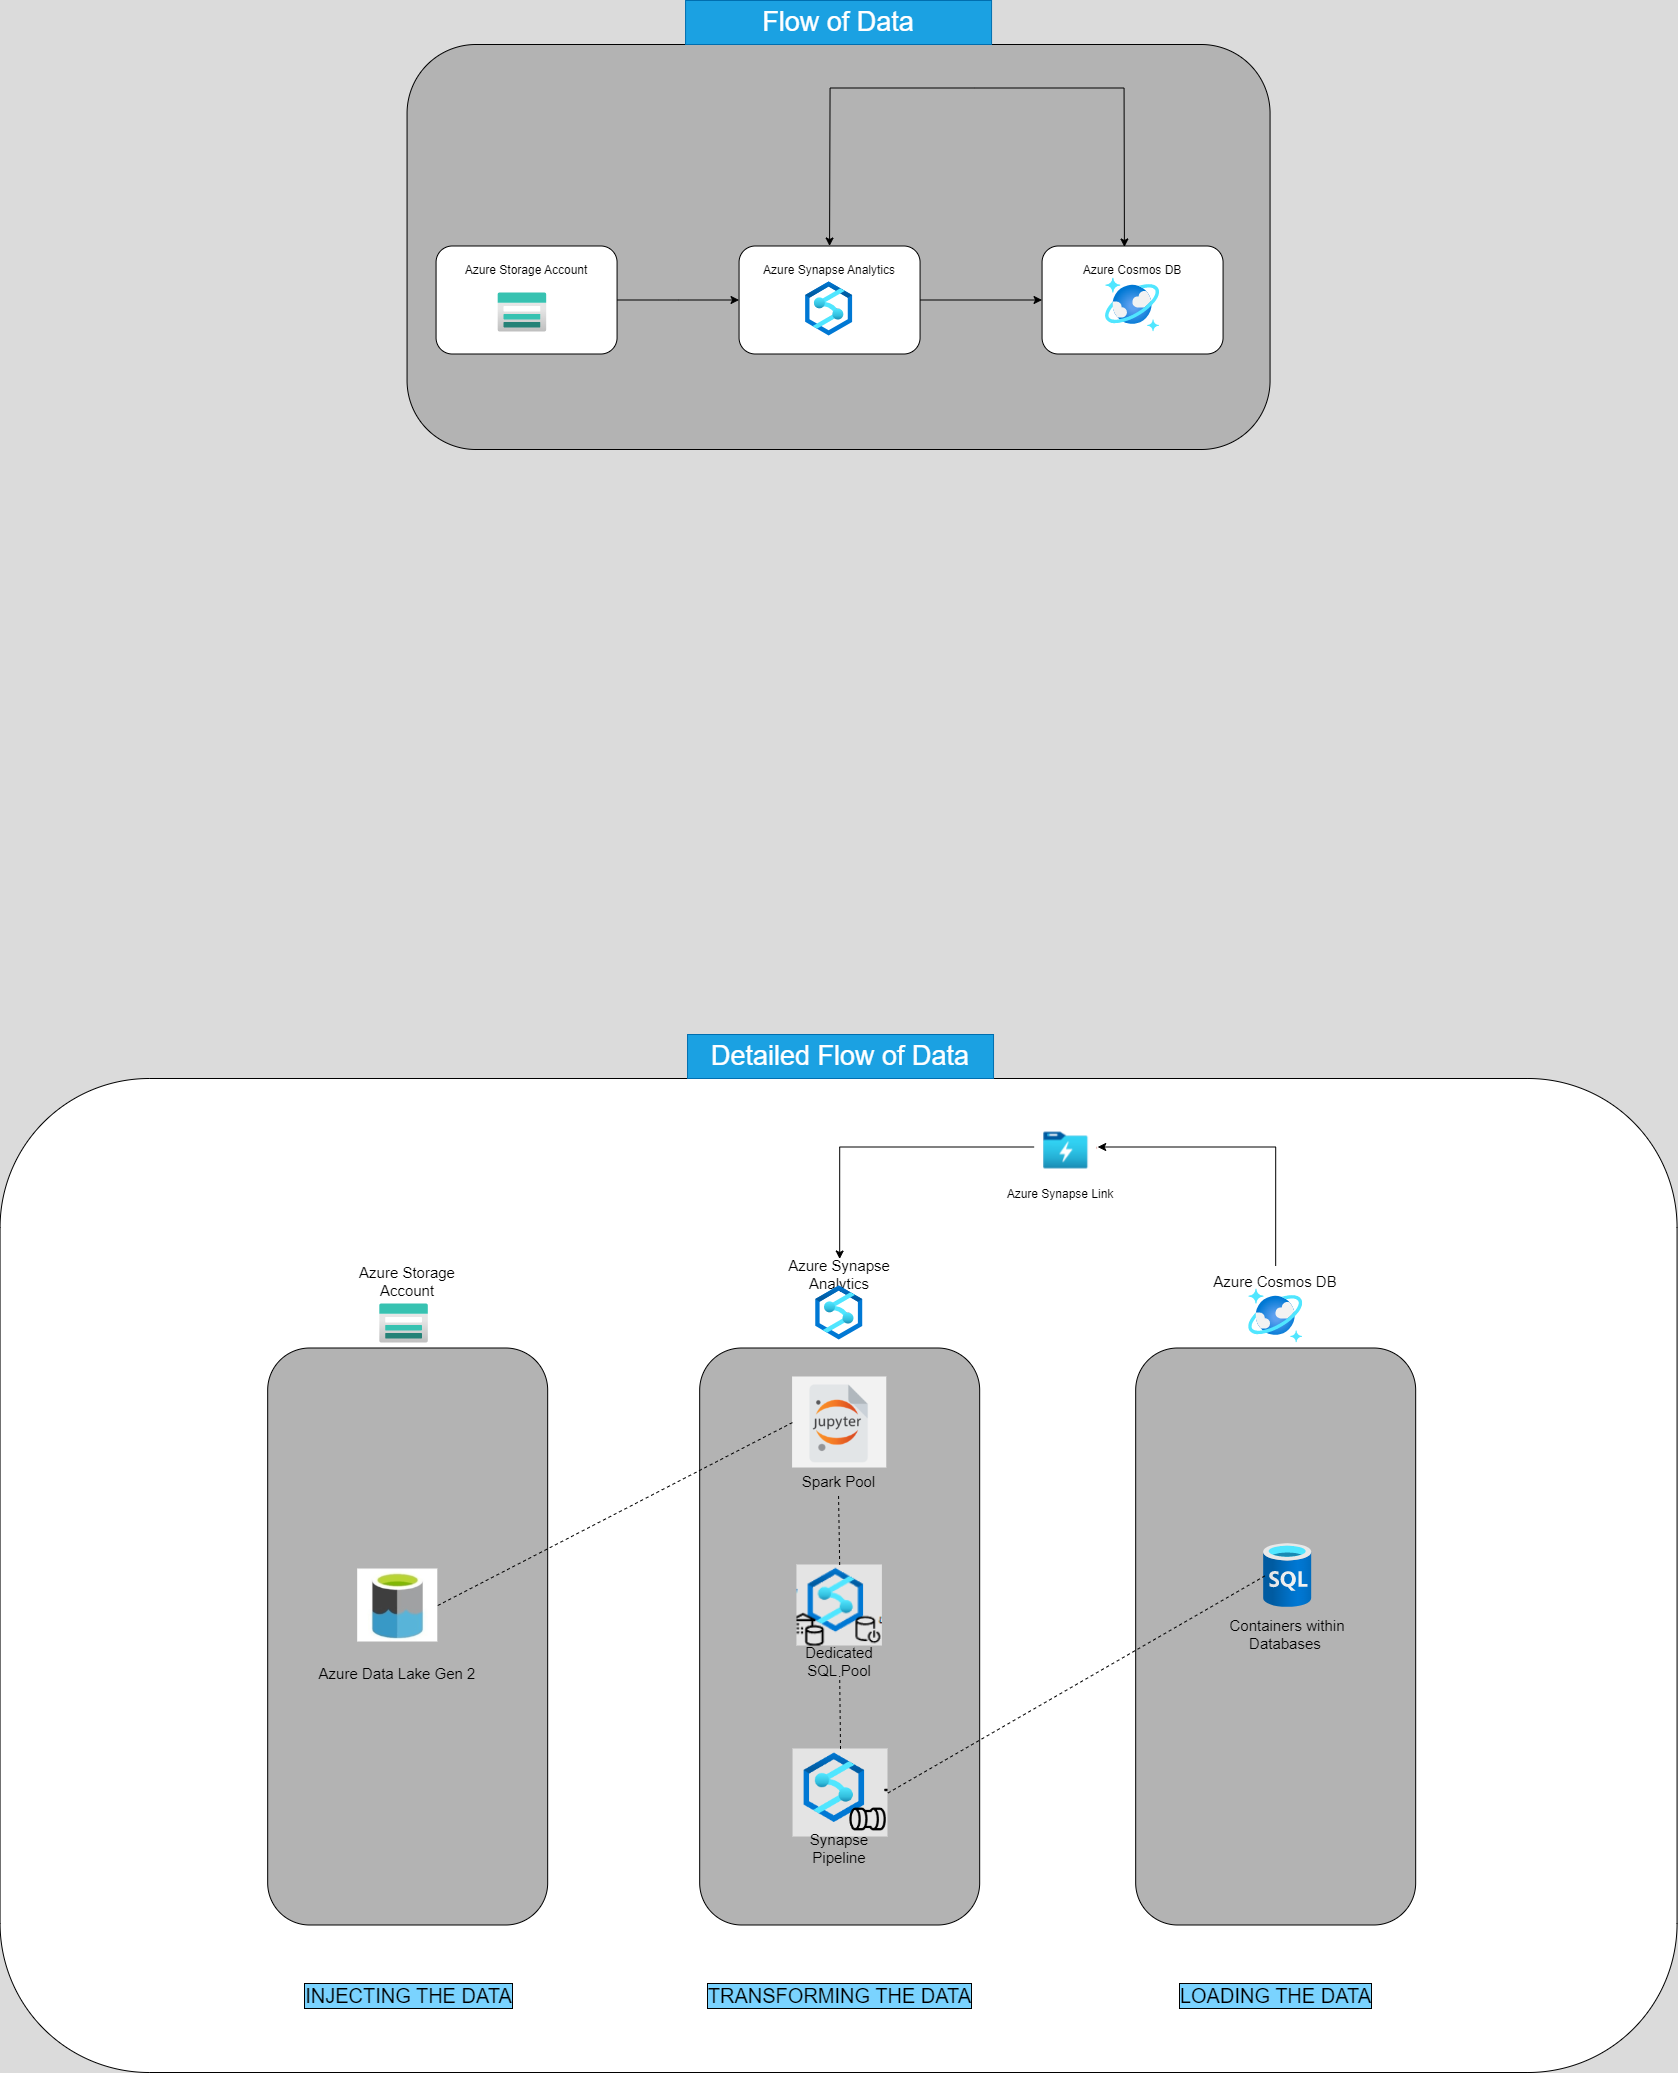 Flow of Data
Azure Storage Account
Azure Synapse Analytics
Azure Cosmos DB
Detailed Flow of Data
Azure Synapse Link
Azure Storage
Account
Azure Synapse
Analytics
Azure Cosmos DB
jupyter
Spark Pool
SQL
Containers within
Databases
Dedicated
SQL Pool
Azure Data Lake Gen 2
Synapse
Pipeline
INJECTING THE DATA
TRANSFORMING THE DATA
LOADING THE DATA